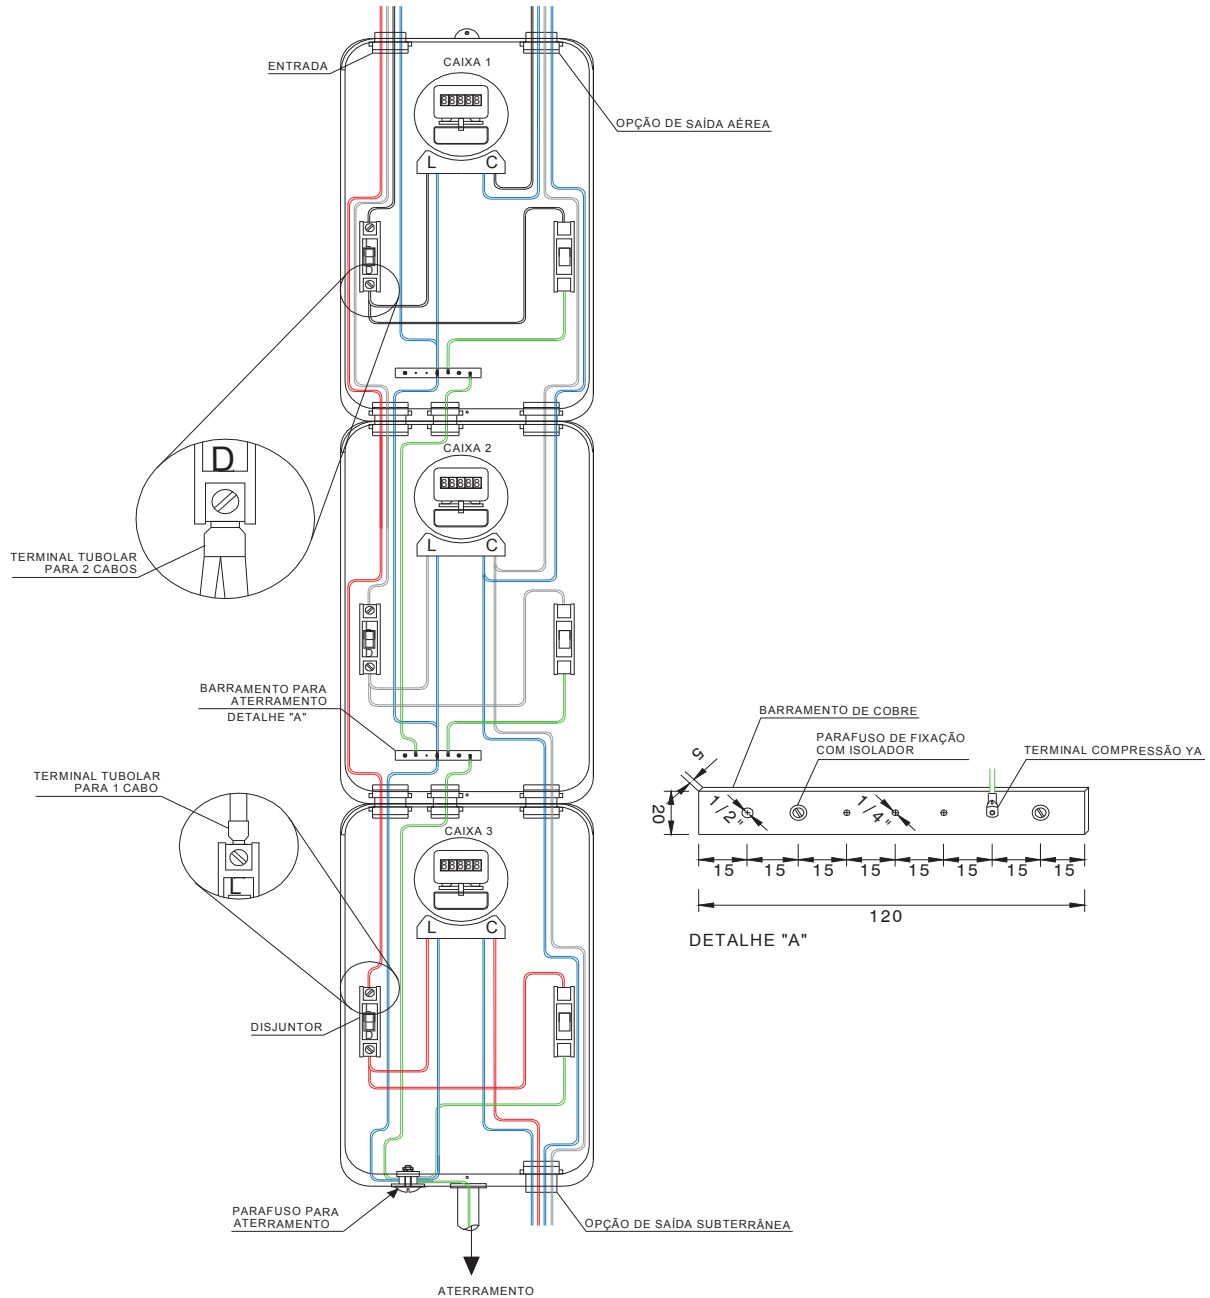 ENTRADA
CAIXA 1
88888
OPÇÃO DE SAÍDA AÉREA
L C
L
D
D
TERMINAL TUBOLAR
PARA 2 CABOS
CAIXA 2
88888
L C
L
D
BARRAMENTO PARA
ATERRAMENTO
DETALHE "A"
TERMINAL TUBOLAR
PARA 1 CABO
L
CAIXA 3
88888
L C
L
D
DISJUNTOR
PARAFUSO PARA
ATERRAMENTO
OPÇÃO DE SAÍDA SUBTERRÂNEA
ATERRAMENTO
BARRAMENTO DE COBRE
PARAFUSO DE FIXAÇÃO
COM ISOLADOR
TERMINAL COMPRESSÃO YA
5
20
1/2"
1/4"
15 15 15 15 15 15 15 15
120
DETALHE "A"